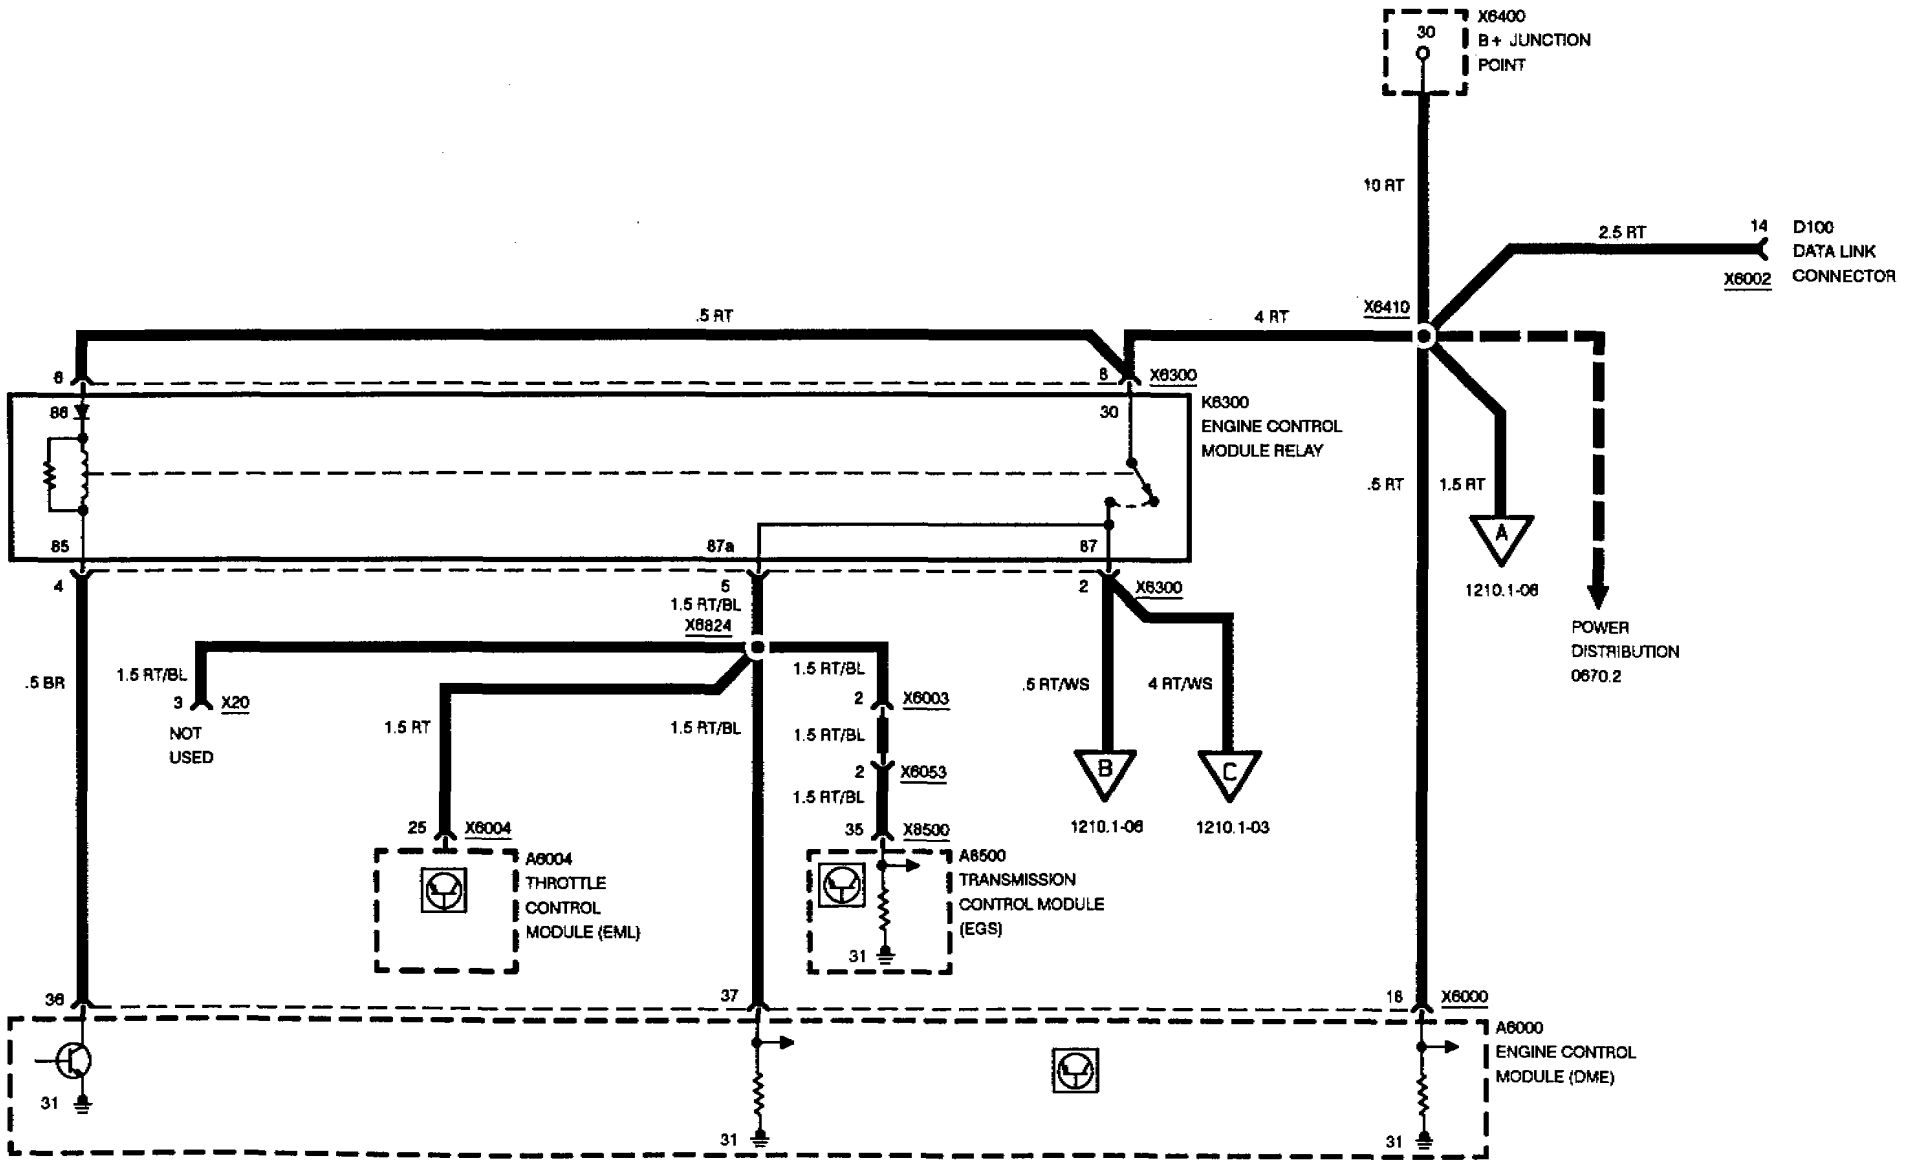 30
X6400
B+ JUNCTION
POINT
10 RT
2.5 RT
14
D100
DATA LINK
CONNECTOR
X6002
X6410
.5 RT
4 RT
6
8
X6300
86
30
K6300
ENGINE CONTROL
MODULE RELAY
.5 RT
1.5 RT
A
1210.1-06
85
87a
87
4
5
2
X6300
1.5 RT/BL
X6824
POWER
DISTRIBUTION
0670.2
.5 BR
1.5 RT/BL
3
X20
NOT
USED
1.5 RT
1.5 RT/BL
1.5 RT/BL
2
X6003
1.5 RT/BL
2
X6053
1.5 RT/BL
.5 RT/WS
4 RT/WS
B
C
1210.1-06
1210.1-03
25
X6004
35
X8500
A6004
THROTTLE
CONTROL
MODULE (EML)
A8500
TRANSMISSION
CONTROL MODULE
(EGS)
31
36
37
16
X6000
A6000
ENGINE CONTROL
MODULE (DME)
31
31
31